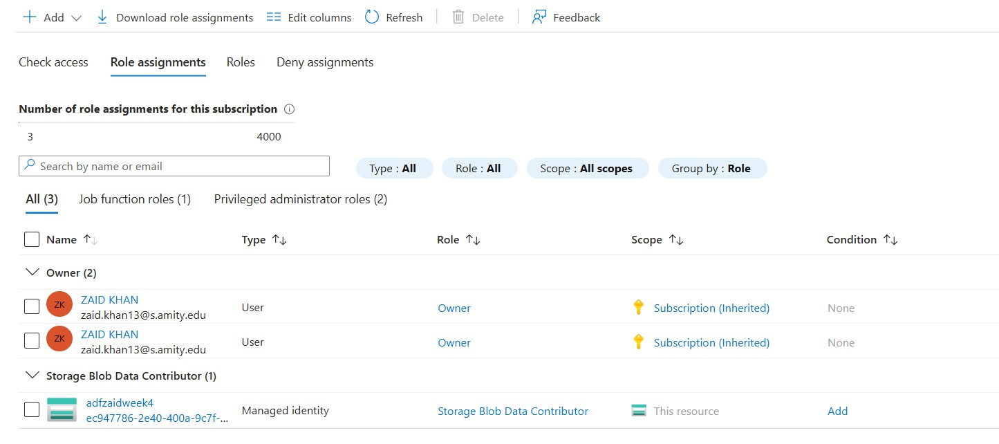 Add Download role assignments Edit columns Refresh Delete Feedback
Check access Role assignments Roles Deny assignments
Number of role assignments for this subscription
3 4000
Search by name or email Type : All Role : All Scope : All scopes Group by : Role
All (3) Job function roles (1) Privileged administrator roles (2)
Name Type Role Scope Condition
Owner (2)
ZK ZAID KHAN
zaid.khan13@s.amity.edu User Owner Subscription (Inherited) None
ZK ZAID KHAN
zaid.khan13@s.amity.edu User Owner Subscription (Inherited) None
Storage Blob Data Contributor (1)
adfzaidweek4
ec947786-2e40-400a-9c7f-... Managed identity Storage Blob Data Contributor This resource Add